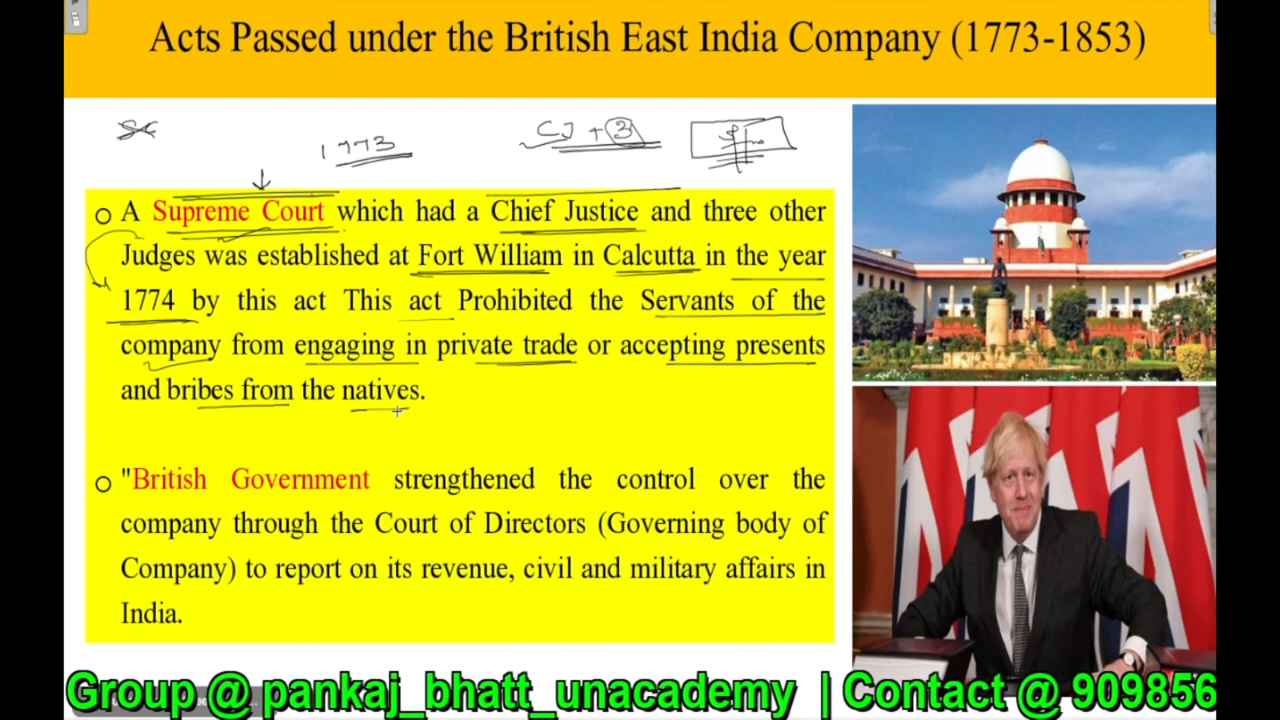 Acts Passed under the British East India Company (1773-1853)
SC
1773
CJ + 3
A Supreme Court which had a Chief Justice and three other
Judges was established at Fort William in Calcutta in the year
1774 by this act This act Prohibited the Servants of the
company from engaging in private trade or accepting presents
and bribes from the natives.
"British Government strengthened the control over the
company through the Court of Directors (Governing body of
Company) to report on its revenue, civil and military affairs in
India.
Group @ pankaj_bhatt_unacademy | Contact @ 909856